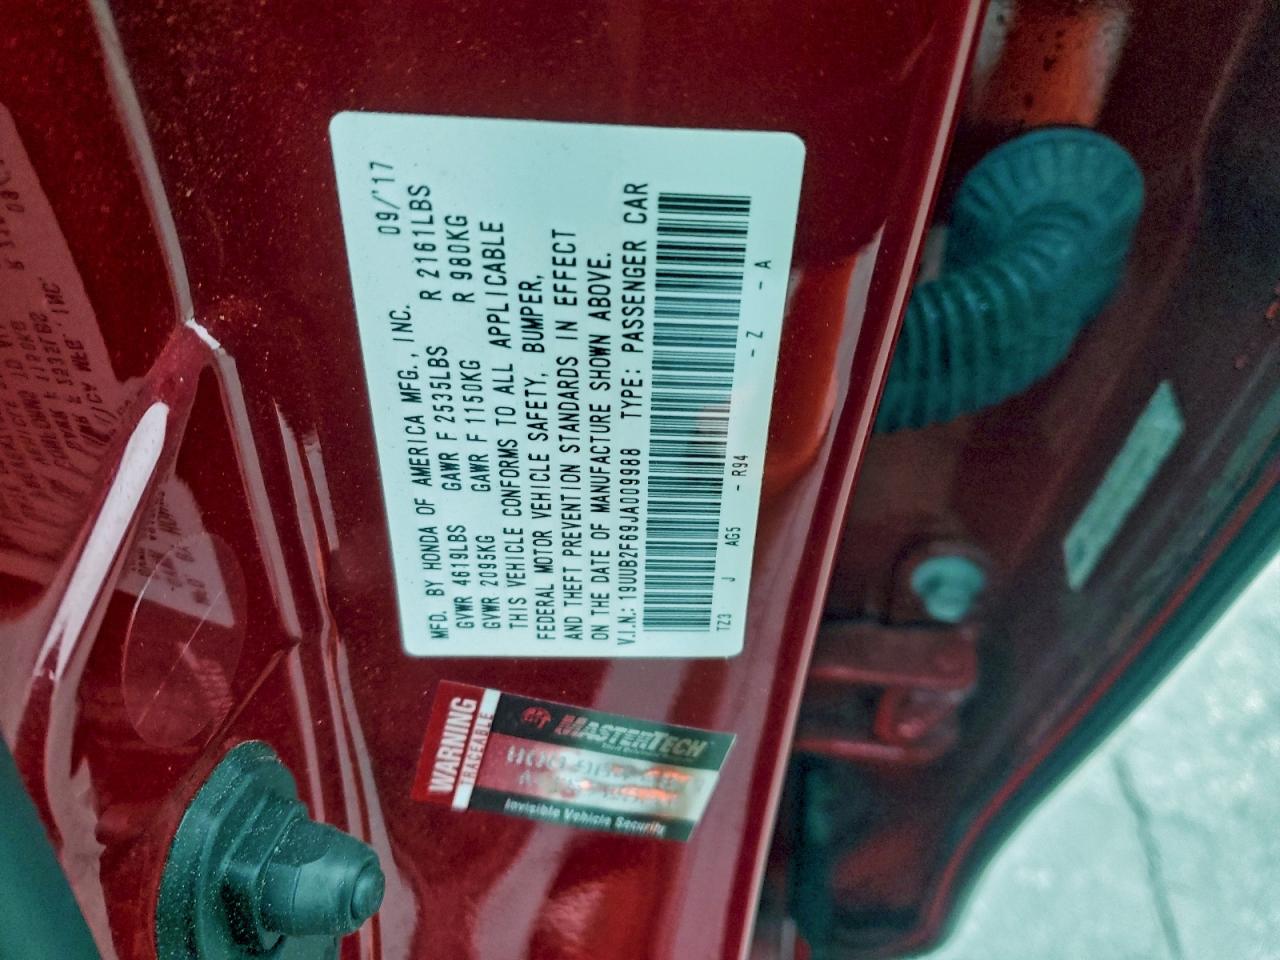 MFD. BY HONDA OF AMERICA MFG., INC. 09/'17
GVWR 4619LBS GAWR F 2535LBS R 2161LBS
GVWR 2095KG GAWR F 1150KG R 980KG
THIS VEHICLE CONFORMS TO ALL APPLICABLE
FEDERAL MOTOR VEHICLE SAFETY, BUMPER,
AND THEFT PREVENTION STANDARDS IN EFFECT
ON THE DATE OF MANUFACTURE SHOWN ABOVE.
V.I.N.: 19UUB2F69JA009988 TYPE: PASSENGER CAR
TZ3 J AG5 - R94 - Z - A
WARNING
TRACEABLE
MASTERTECH
Invisible Vehicle Security